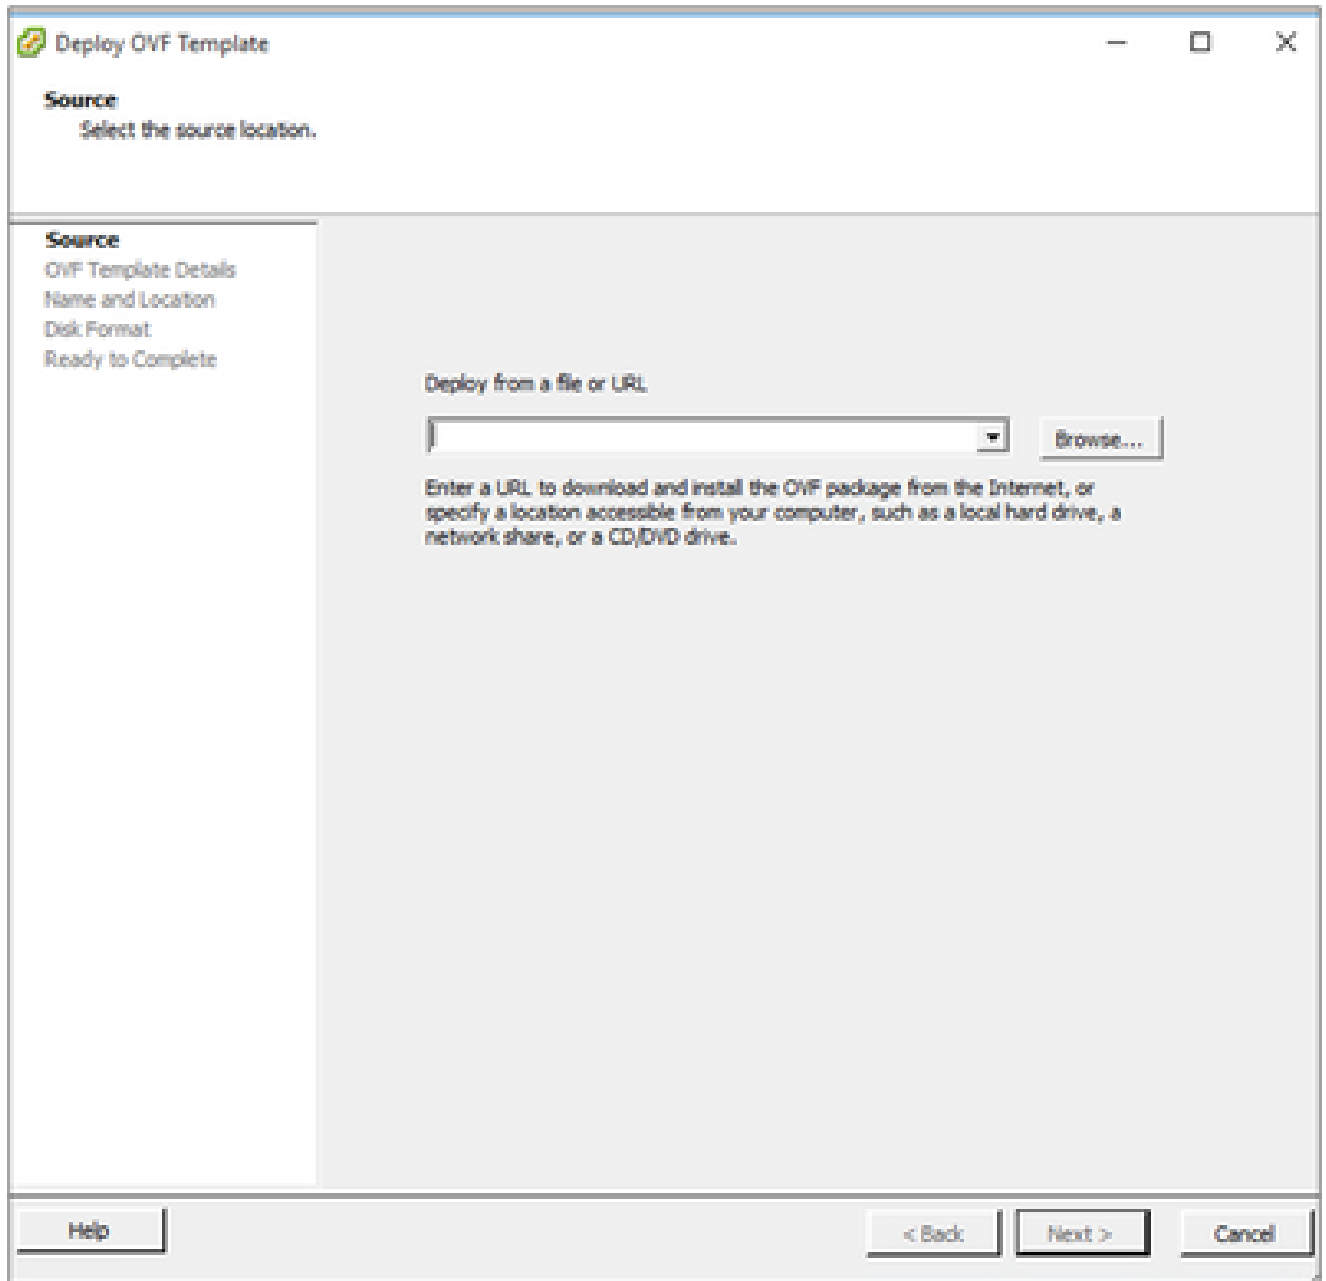 Deploy OVF Template
Source
Select the source location.
Source
OVF Template Details
Name and Location
Disk Format
Ready to Complete
Deploy from a file or URL
Browse...
Enter a URL to download and install the OVF package from the Internet, or
specify a location accessible from your computer, such as a local hard drive, a
network share, or a CD/DVD drive.
Help
< Back
Next >
Cancel